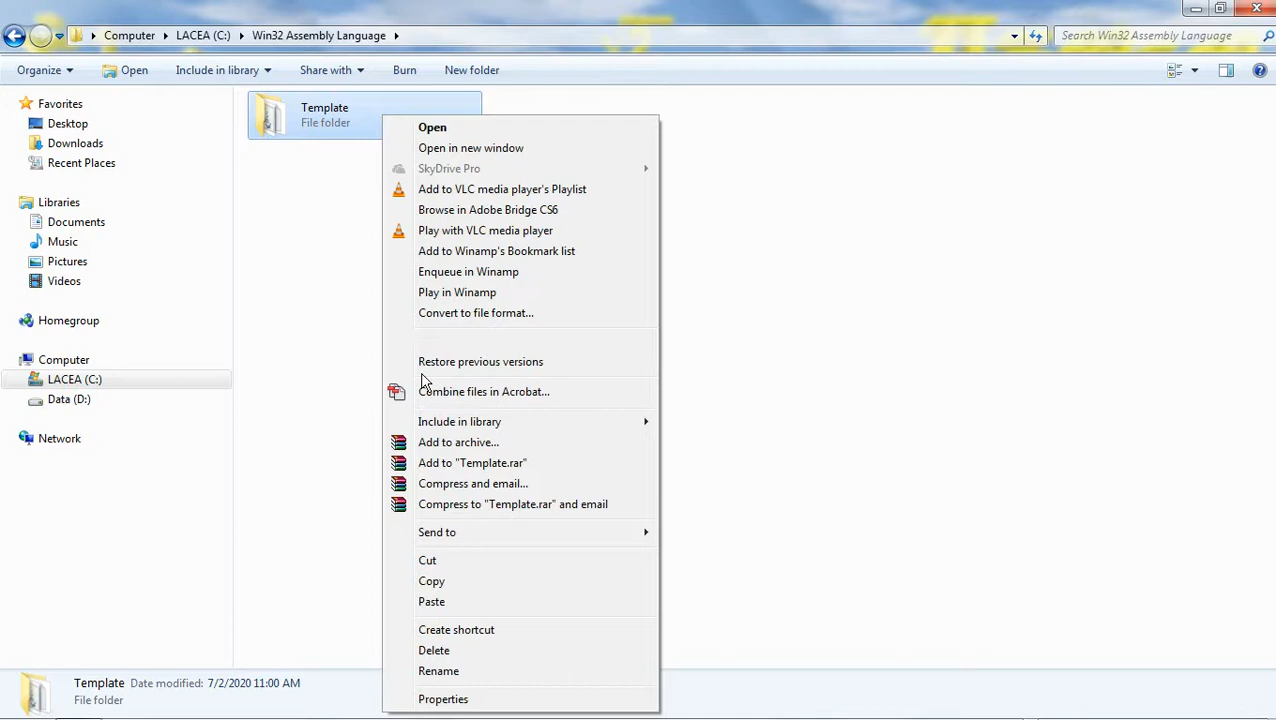 Computer
LACEA (C:)
Win32 Assembly Language
Search Win32 Assembly Language
Organize
Open
Include in library
Share with
Burn
New folder
Favorites
Desktop
Downloads
Recent Places
Libraries
Documents
Music
Pictures
Videos
Homegroup
Computer
LACEA (C:)
Data (D:)
Network
Template
File folder
Open
Open in new window
SkyDrive Pro
Add to VLC media player's Playlist
Browse in Adobe Bridge CS6
Play with VLC media player
Add to Winamp's Bookmark list
Enqueue in Winamp
Play in Winamp
Convert to file format...
Restore previous versions
Combine files in Acrobat...
Include in library
Add to archive...
Add to "Template.rar"
Compress and email...
Compress to "Template.rar" and email
Send to
Cut
Copy
Paste
Create shortcut
Delete
Rename
Properties
Template Date modified: 7/2/2020 11:00 AM
File folder